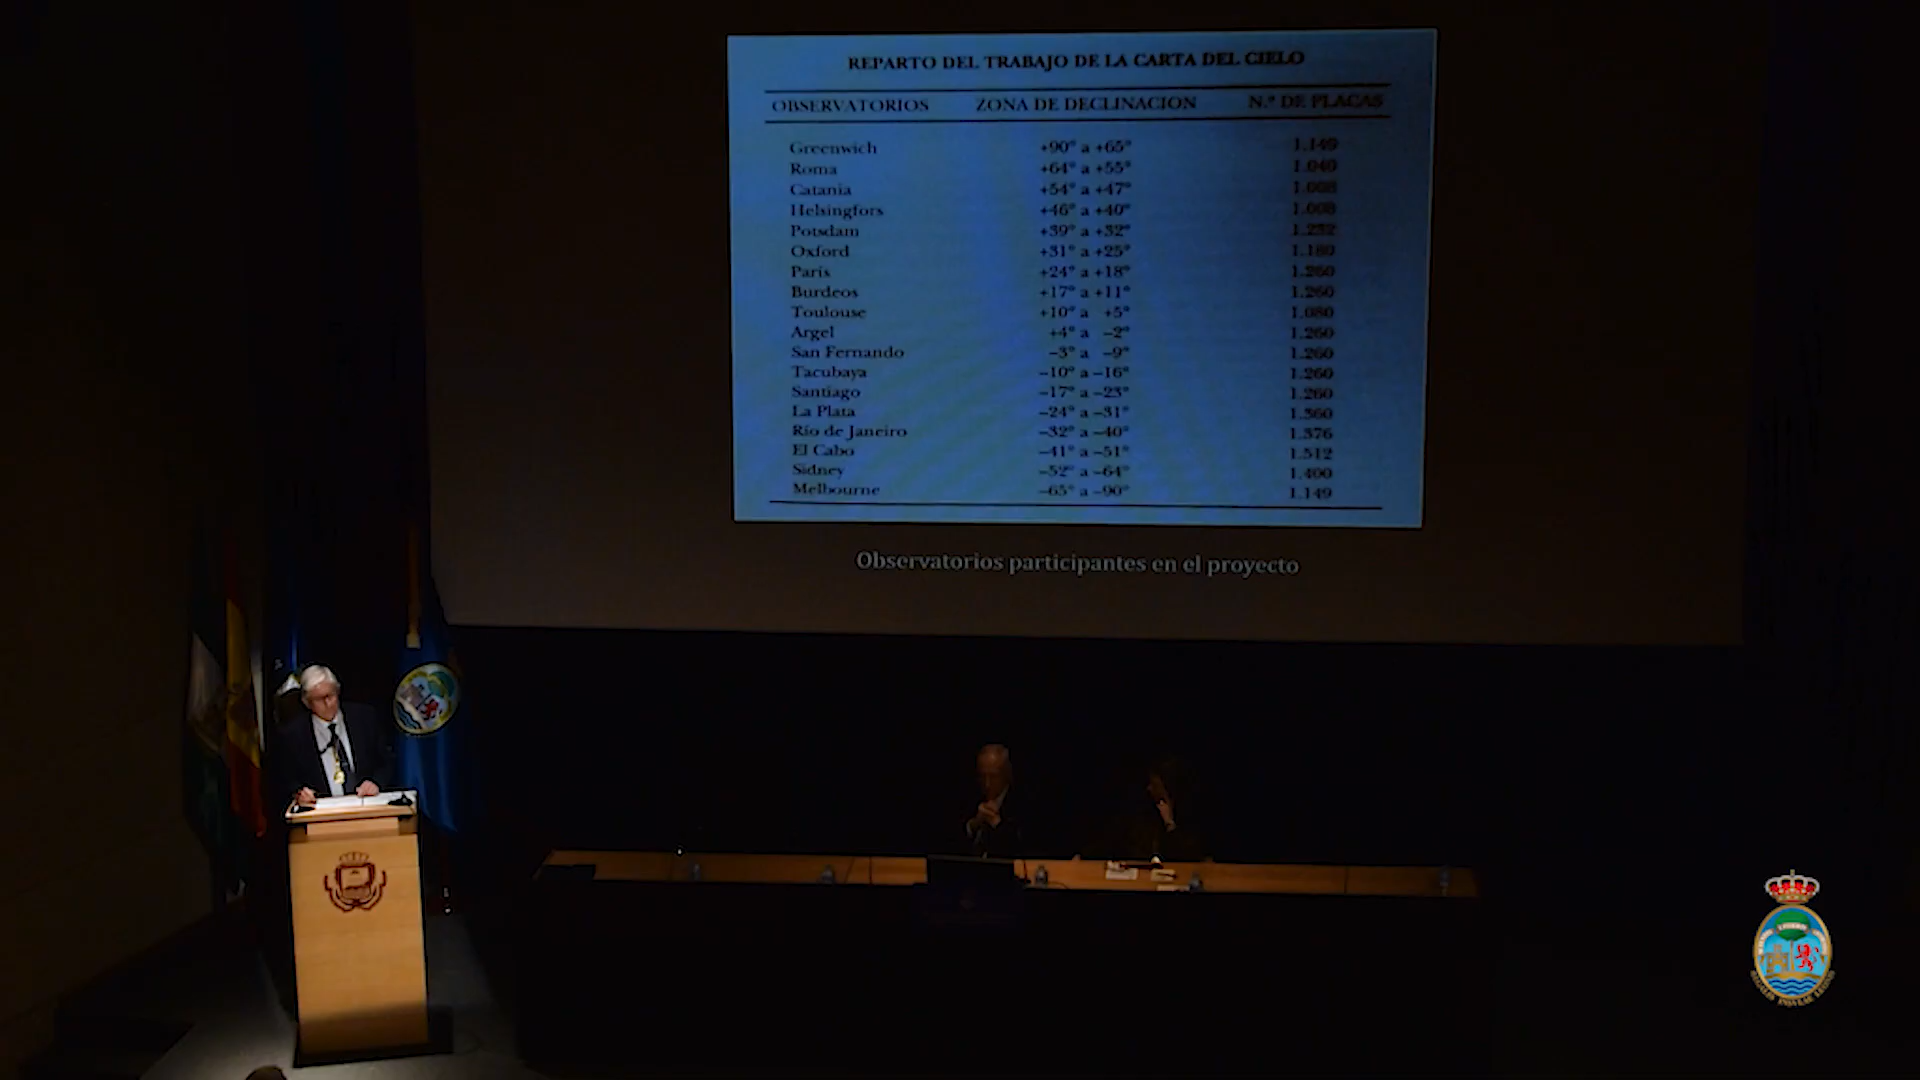 REPARTO DEL TRABAJO DE LA CARTA DEL CIELO
OBSERVATORIOS ZONA DE DECLINACION N.º DE PLACAS
Greenwich +90° a +65° 1.149
Roma +64° a +55° 1.040
Catania +54° a +47° 1.008
Helsingfors +46° a +40° 1.008
Potsdam +39° a +32° 1.232
Oxford +31° a +25° 1.180
París +24° a +18° 1.260
Burdeos +17° a +11° 1.260
Toulouse +10° a +5° 1.080
Argel +4° a –2° 1.260
San Fernando –3° a –9° 1.260
Tacubaya –10° a –16° 1.260
Santiago –17° a –23° 1.260
La Plata –24° a –31° 1.360
Río de Janeiro –32° a –40° 1.376
El Cabo –41° a –51° 1.512
Sidney –52° a –64° 1.400
Melbourne –65° a –90° 1.149
Observatorios participantes en el proyecto